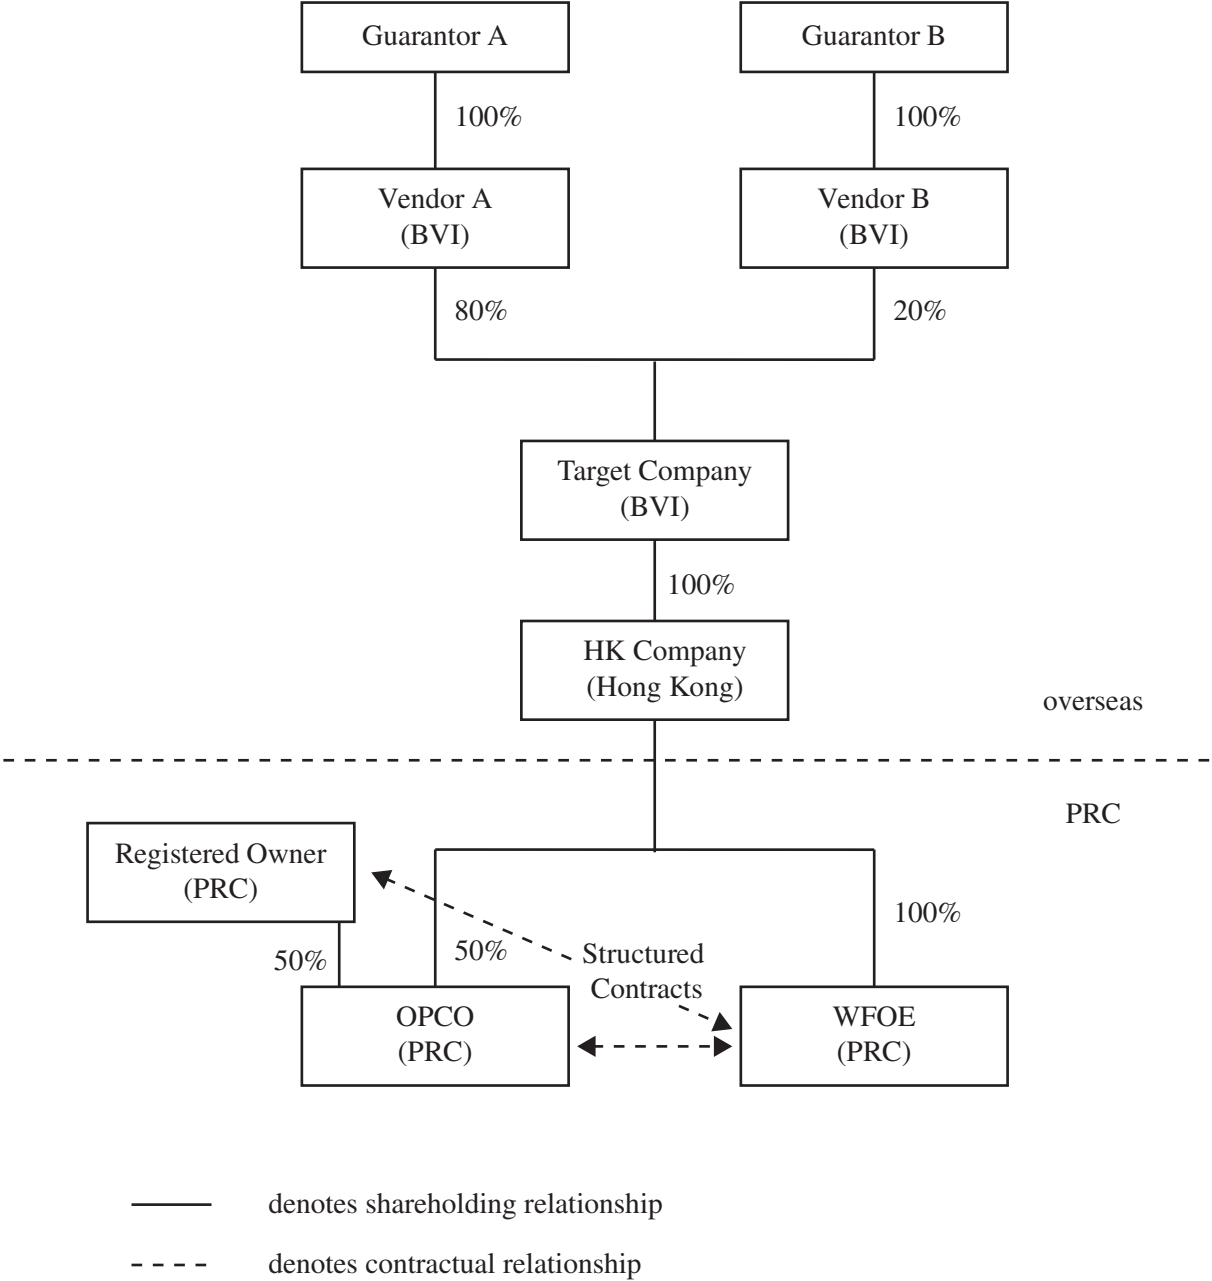 Guarantor A
Guarantor B
100%
100%
Vendor A
(BVI)
Vendor B
(BVI)
80%
20%
Target Company
(BVI)
100%
HK Company
(Hong Kong)
overseas
PRC
Registered Owner
(PRC)
100%
50%
50%
Structured
Contracts
OPCO
(PRC)
WFOE
(PRC)
denotes shareholding relationship
denotes contractual relationship